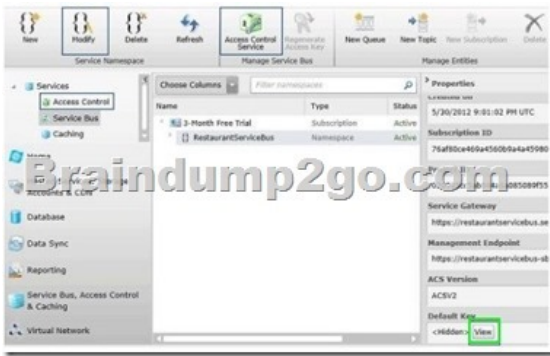 New
Modify
Delete
Refresh
Access Control Service
Regenerate Access Key
New Queue
New Topic
New Subscription
Delete
Service Namespace
Manage Service Bus
Manage Entities
Services
Access Control
Service Bus
Caching
Accounts & CDN
Database
Data Sync
Reporting
Service Bus, Access Control & Caching
Virtual Network
Choose Columns
Filter namespaces
Name
Type
Status
3-Month Free Trial
Subscription
Active
RestaurantServiceBus
Namespace
Active
Braindump2go.com
Properties
5/30/2012 9:01:02 PM UTC
Subscription ID
76af80ce469a4560b9a4a45980
Service Gateway
https://restaurantservicebus.se
Management Endpoint
https://restaurantservicebus-sb
ACS Version
ACSV2
Default Key
<Hidden>
View